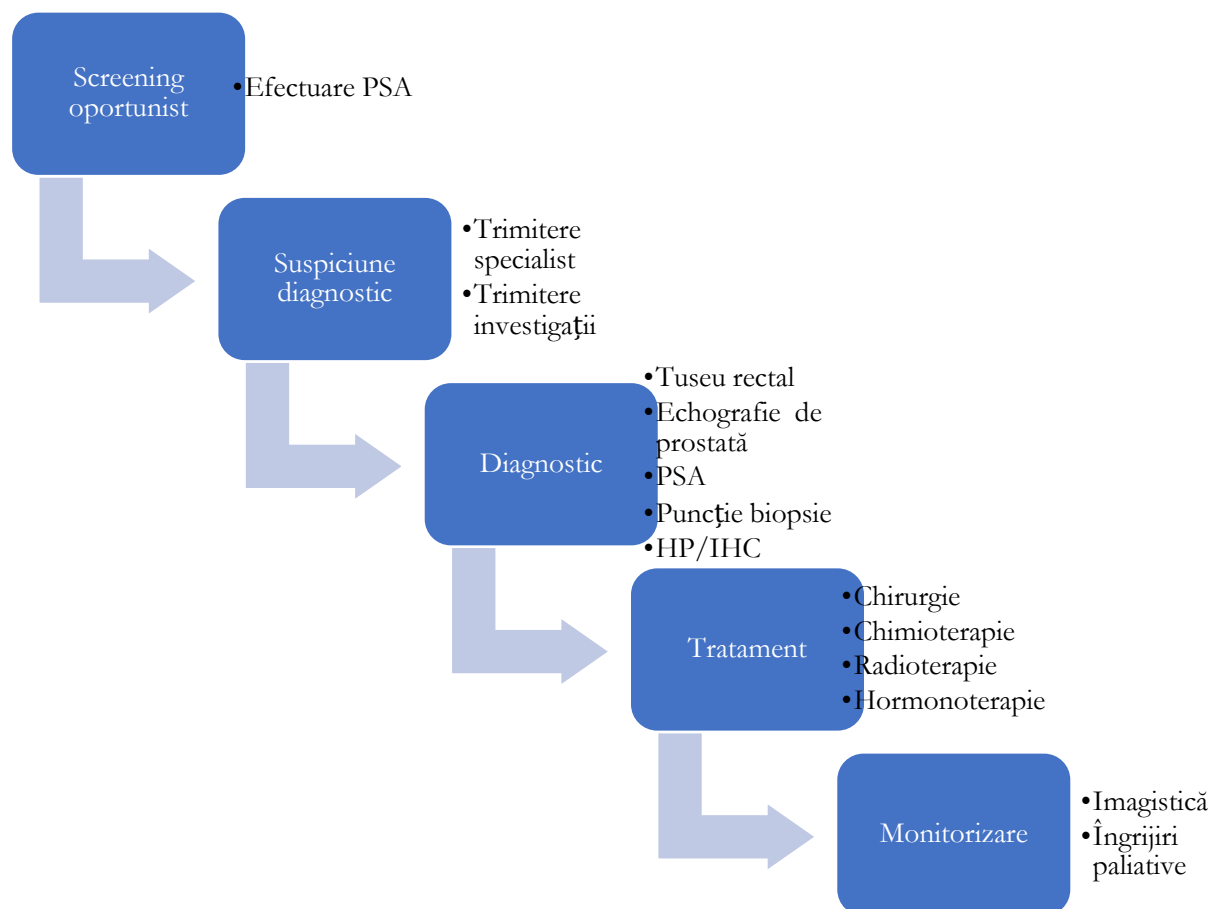 Screening
oportunist
•Efectuare PSA
Suspiciune
diagnostic
•Trimitere
specialist
•Trimitere
investigaţii
Diagnostic
•Tuseu rectal
•Echografie de
prostată
•PSA
•Puncţie biopsie
•HP/IHC
Tratament
•Chirurgie
•Chimioterapie
•Radioterapie
•Hormonoterapie
Monitorizare
•Imagistică
•Îngrijiri
paliative